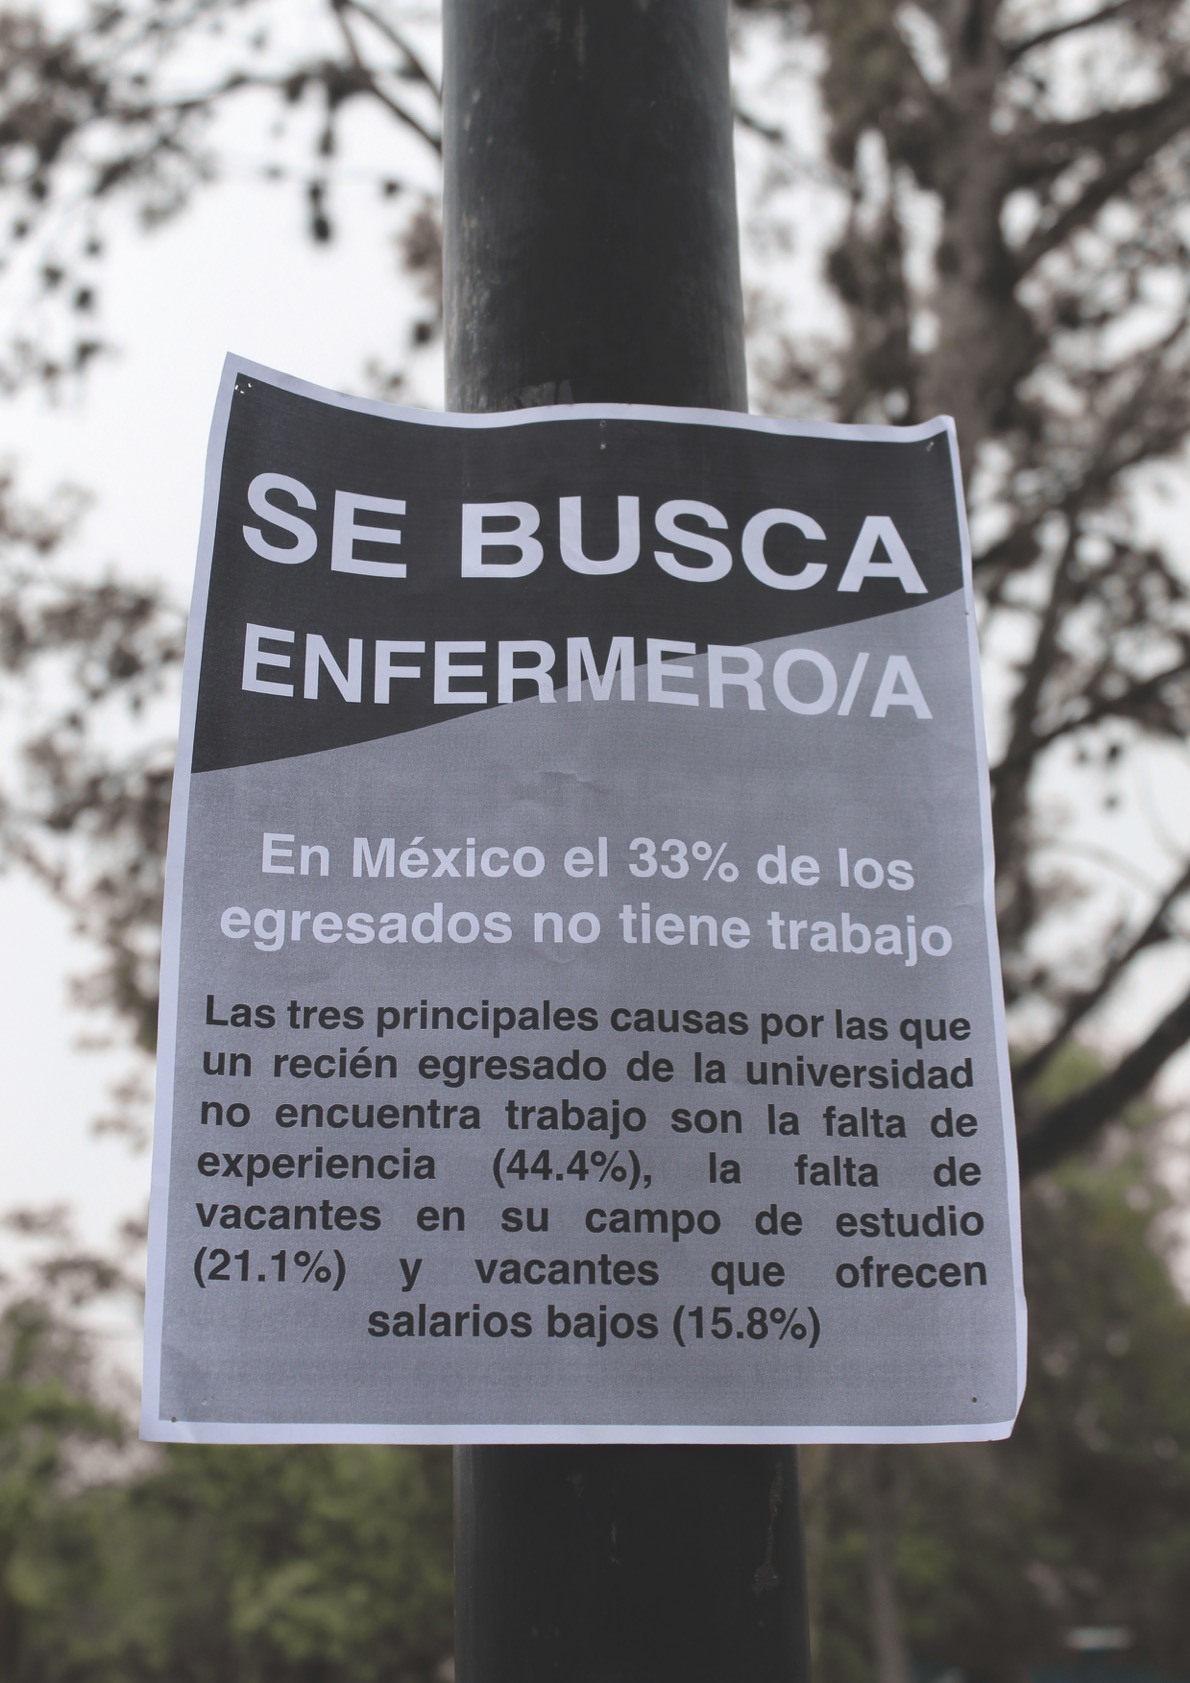 SE BUSCA
ENFERMERO/A
En México el 33% de los
egresados no tiene trabajo
Las tres principales causas por las que
un recién egresado de la universidad
no encuentra trabajo son la falta de
experiencia (44.4%), la falta de
vacantes en su campo de estudio
(21.1%) y vacantes que ofrecen
salarios bajos (15.8%)